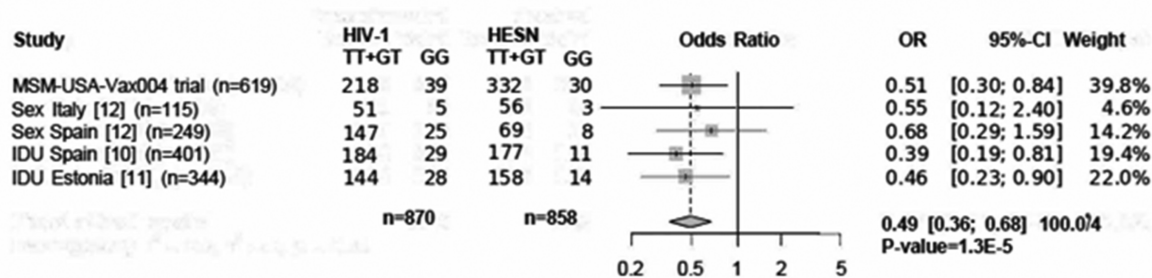 Study HIV-1 HESN Odds Ratio OR 95%-CI Weight
TT+GT GG TT+GT GG
MSM-USA-Vax004 trial (n=619) 218 39 332 30 0.51 [0.30; 0.84] 39.8%
Sex Italy [12] (n=115) 51 5 56 3 0.55 [0.12; 2.40] 4.6%
Sex Spain [12] (n=249) 147 25 69 8 0.68 [0.29; 1.59] 14.2%
IDU Spain [10] (n=401) 184 29 177 11 0.39 [0.19; 0.81] 19.4%
IDU Estonia [11] (n=344) 144 28 158 14 0.46 [0.23; 0.90] 22.0%
n=870 n=858 0.49 [0.36; 0.68] 100.0/4
P-value=1.3E-5
0.2 0.5 1 2 5